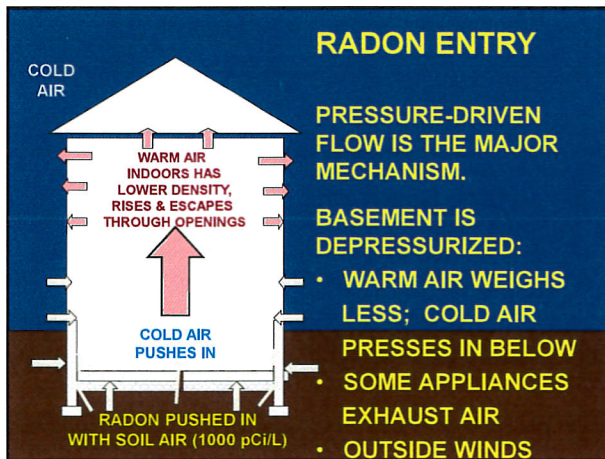 RADON ENTRY
COLD
AIR
WARM AIR
INDOORS HAS
LOWER DENSITY,
RISES & ESCAPES
THROUGH OPENINGS
COLD AIR
PUSHES IN
RADON PUSHED IN
WITH SOIL AIR (1000 pCi/L)
PRESSURE-DRIVEN
FLOW IS THE MAJOR
MECHANISM.
BASEMENT IS
DEPRESSURIZED:
• WARM AIR WEIGHS
LESS; COLD AIR
PRESSES IN BELOW
• SOME APPLIANCES
EXHAUST AIR
• OUTSIDE WINDS